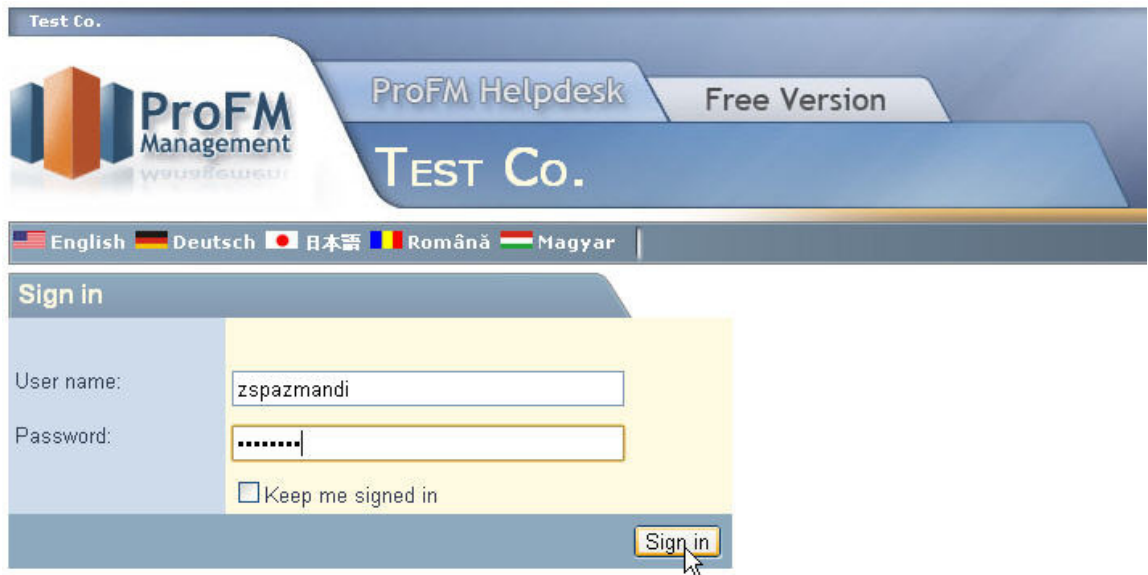 Test Co.
ProFM Helpdesk
Free Version
ProFM
Management
TEST CO.
English Deutsch 日本語 Română Magyar
Sign in
User name:
zspazmandi
Password:
••••••••
Keep me signed in
Sign in